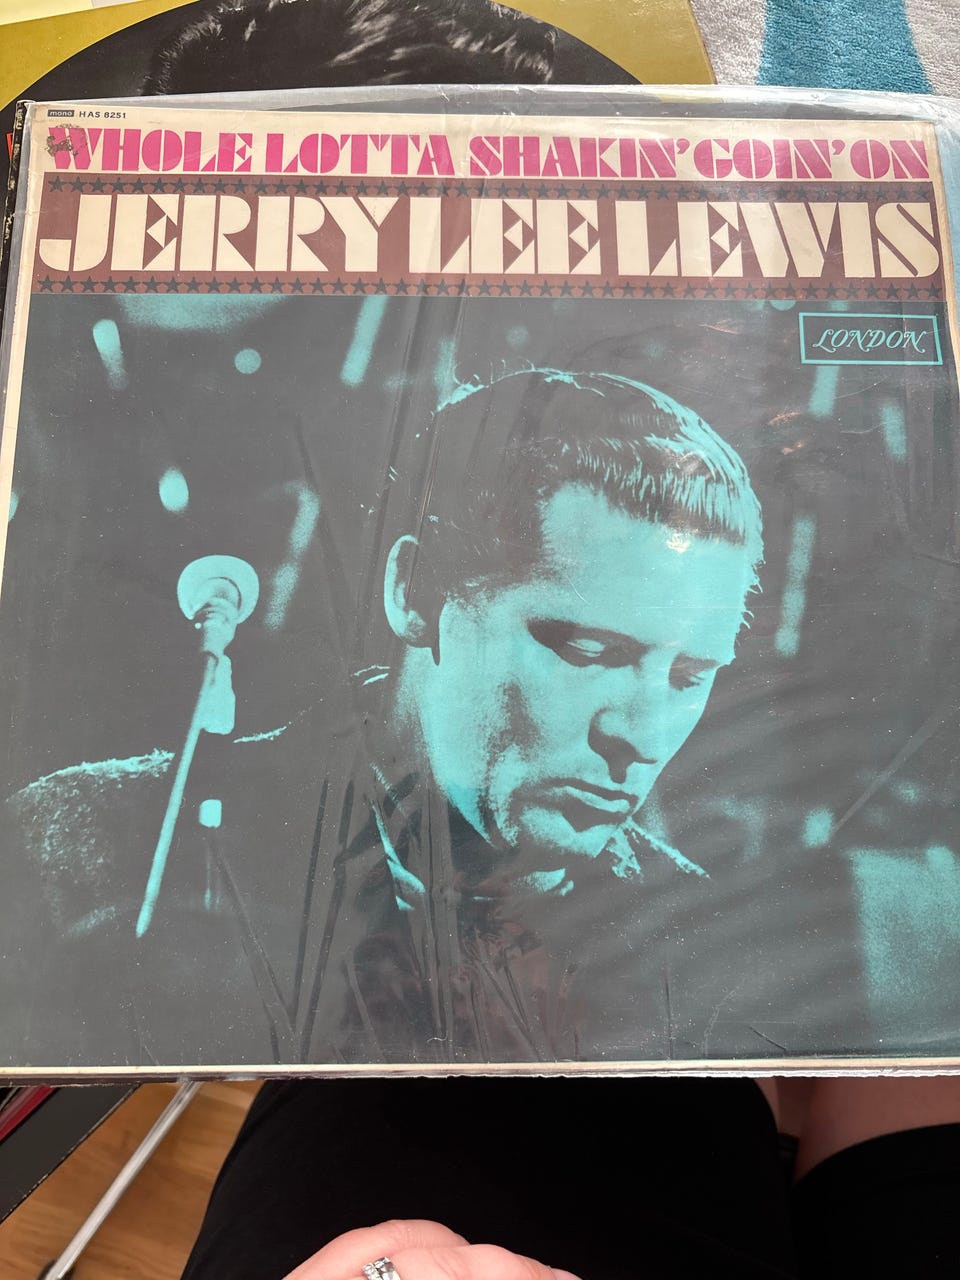 mono HAS 8251
WHOLE LOTTA SHAKIN' GOIN' ON
JERRY LEE LEWIS
LONDON